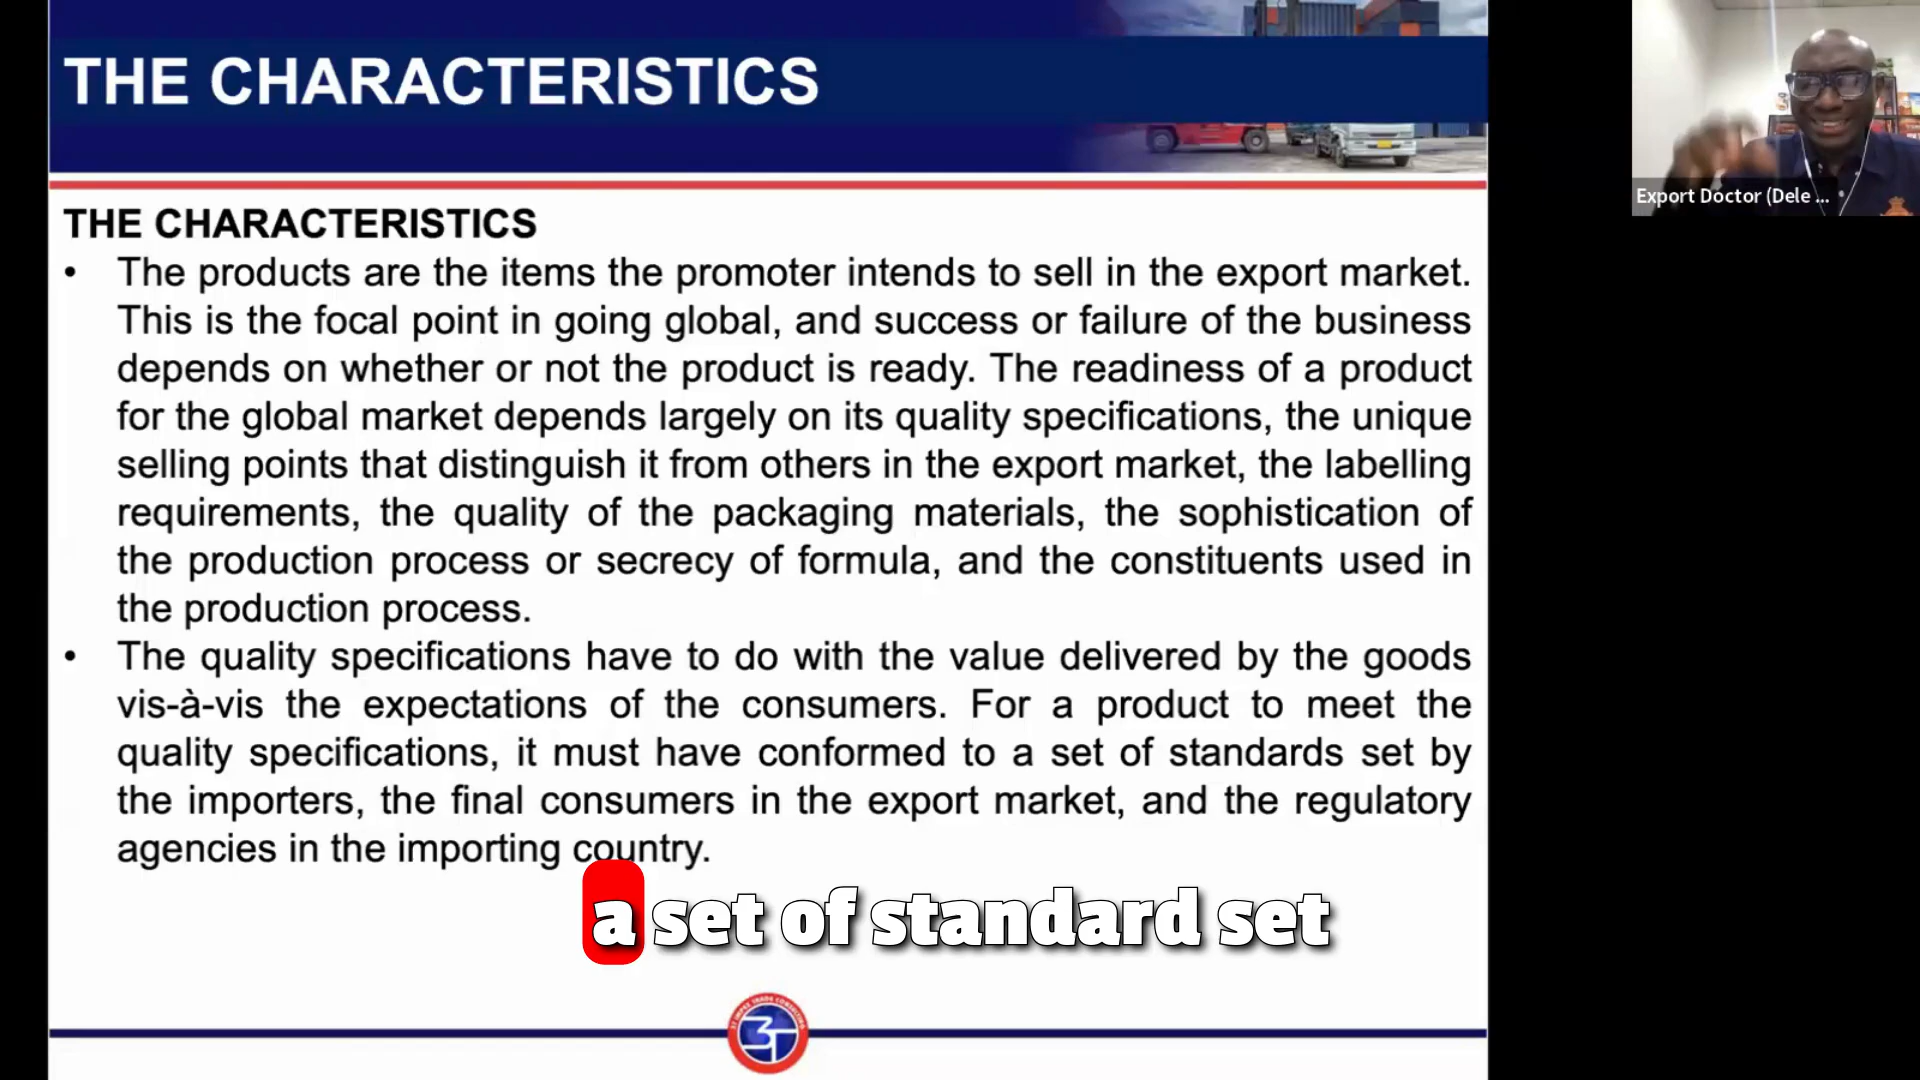 THE CHARACTERISTICS
Export Doctor (Dele ...
THE CHARACTERISTICS
• The products are the items the promoter intends to sell in the export market.
This is the focal point in going global, and success or failure of the business
depends on whether or not the product is ready. The readiness of a product
for the global market depends largely on its quality specifications, the unique
selling points that distinguish it from others in the export market, the labelling
requirements, the quality of the packaging materials, the sophistication of
the production process or secrecy of formula, and the constituents used in
the production process.
• The quality specifications have to do with the value delivered by the goods
vis-à-vis the expectations of the consumers. For a product to meet the
quality specifications, it must have conformed to a set of standards set by
the importers, the final consumers in the export market, and the regulatory
agencies in the importing country.
a set of standard set
3T IMPEX TRADE CONSULTING
3T